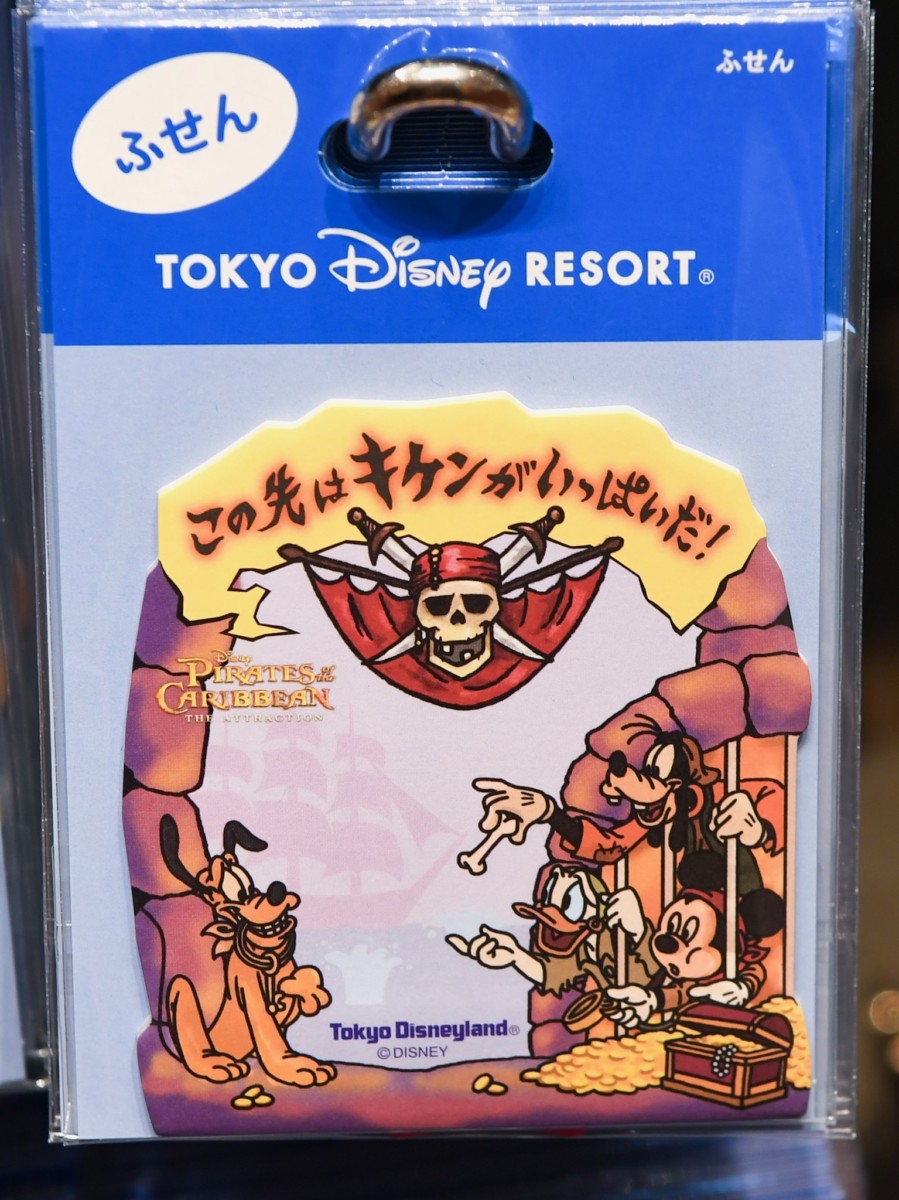 ふせん
ふせん
TOKYO DISNEY RESORT®
この先はキケンがいっぱいだ!
Disney
PIRATES of the
CARIBBEAN
THE ATTRACTION
Tokyo Disneyland®
©DISNEY